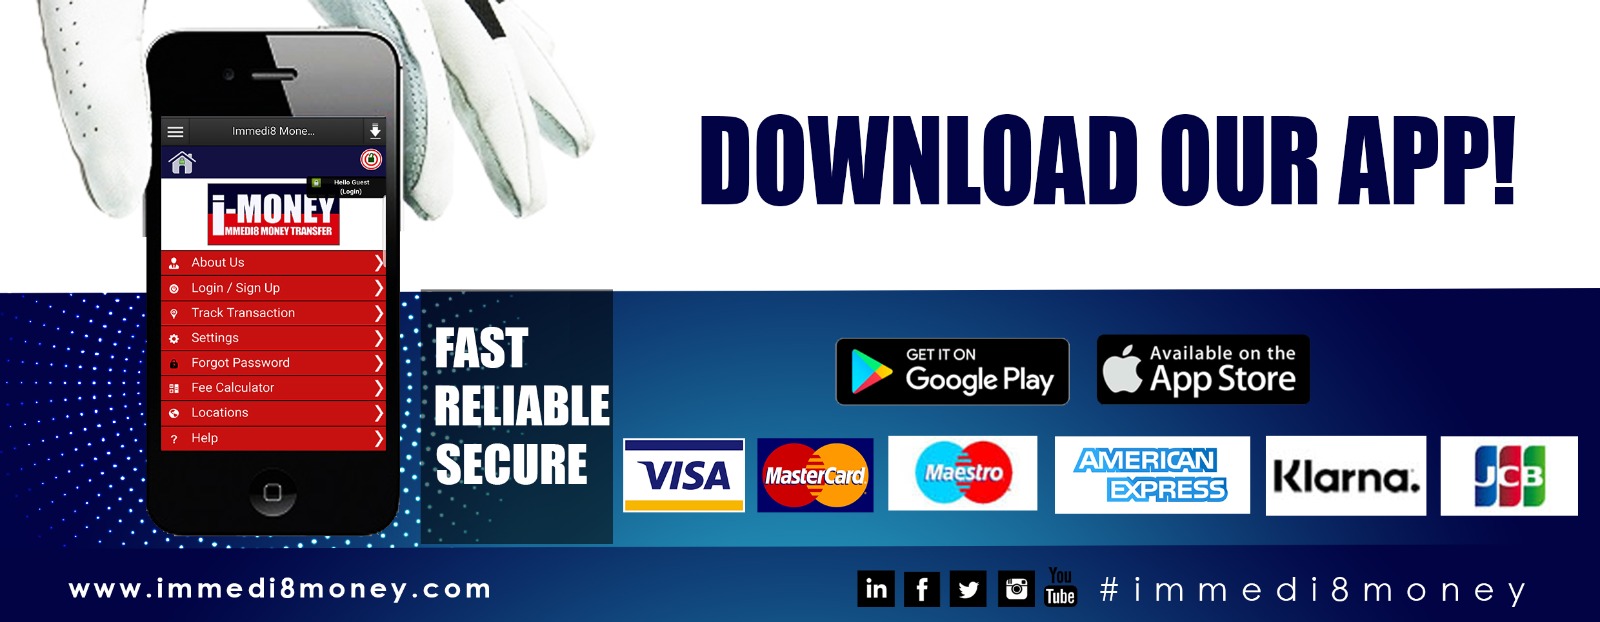 Immedi8 Mone...
Hello Guest
(Login)
i-MONEY
IMMEDI8 MONEY TRANSFER
About Us
Login / Sign Up
Track Transaction
Settings
Forgot Password
Fee Calculator
Locations
Help
DOWNLOAD OUR APP!
FAST
RELIABLE
SECURE
GET IT ON
Google Play
Available on the
App Store
VISA
MasterCard
Maestro
AMERICAN
EXPRESS
Klarna.
JCB
www.immedi8money.com
in
f
You
Tube
#immedi8money